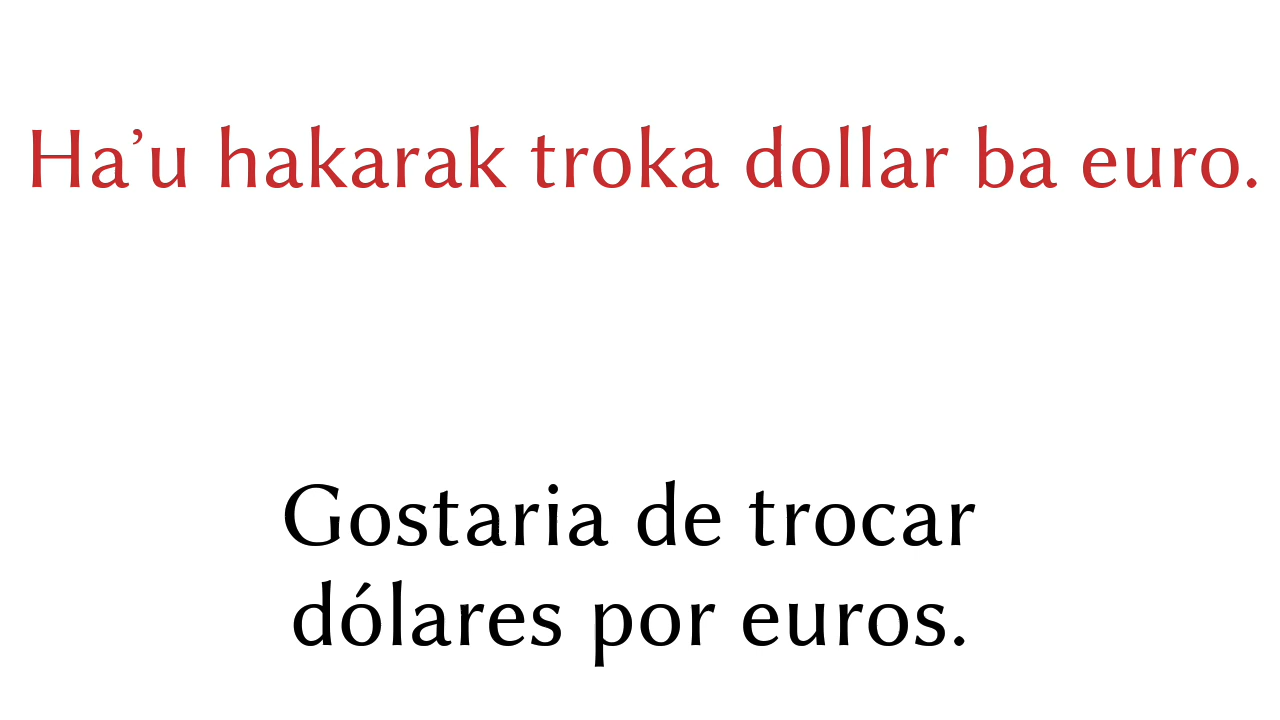 Ha’u hakarak troka dollar ba euro.
Gostaria de trocar
dólares por euros.